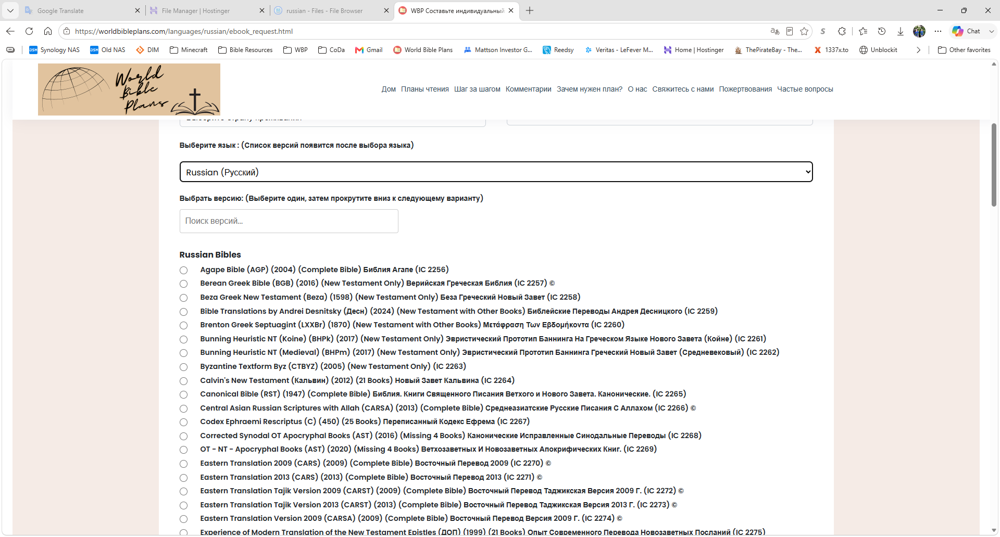 Google Translate
File Manager | Hostinger
russian - Files - File Browser
WBP Составьте индивидуальный
https://worldbibleplans.com/languages/russian/ebook_request.html
Chat
Synology NAS
Old NAS
DIM
Minecraft
Bible Resources
WBP
CoDa
Gmail
World Bible Plans
Mattson Investor G...
Reedsy
Veritas - LeFever M...
Home | Hostinger
ThePirateBay - The...
1337x.to
Unblockit
Other favorites
World
Bible
Plans
Дом Планы чтения Шаг за шагом Комментарии Зачем нужен план? О нас Свяжитесь с нами Пожертвования Частые вопросы
Выберите язык : (Список версий появится после выбора языка)
Russian (Русский)
Выбрать версию: (Выберите один, затем прокрутите вниз к следующему варианту)
Поиск версий...
Russian Bibles
Agape Bible (AGP) (2004) (Complete Bible) Библия Агапе (IC 2256)
Berean Greek Bible (BGB) (2016) (New Testament Only) Верийская Греческая Библия (IC 2257) ©
Beza Greek New Testament (Beza) (1598) (New Testament Only) Беза Греческий Новый Завет (IC 2258)
Bible Translations by Andrei Desnitsky (Десн) (2024) (New Testament with Other Books) Библейские Переводы Андрея Десницкого (IC 2259)
Brenton Greek Septuagint (LXXBr) (1870) (New Testament with Other Books) Μετάφραση Των Εβδομήκοντα (IC 2260)
Bunning Heuristic NT (Koine) (BHPk) (2017) (New Testament Only) Эвристический Прототип Баннинга На Греческом Языке Нового Завета (Койне) (IC 2261)
Bunning Heuristic NT (Medieval) (BHPm) (2017) (New Testament Only) Эвристический Прототип Баннинга Греческий Новый Завет (Средневековый) (IC 2262)
Byzantine Textform Byz (CTBYZ) (2005) (New Testament Only) (IC 2263)
Calvin's New Testament (Кальвин) (2012) (21 Books) Новый Завет Кальвина (IC 2264)
Canonical Bible (RST) (1947) (Complete Bible) Библия. Книги Священного Писания Ветхого и Нового Завета. Канонические. (IC 2265)
Central Asian Russian Scriptures with Allah (CARSA) (2013) (Complete Bible) Среднеазиатские Русские Писания С Аллахом (IC 2266) ©
Codex Ephraemi Rescriptus (C) (450) (25 Books) Переписанный Кодекс Ефрема (IC 2267)
Corrected Synodal OT Apocryphal Books (AST) (2016) (Missing 4 Books) Канонические Исправленные Синодальные Переводы (IC 2268)
OT - NT - Apocryphal Books (AST) (2020) (Missing 4 Books) Ветхозаветных И Новозаветных Апокрифических Книг. (IC 2269)
Eastern Translation 2009 (CARS) (2009) (Complete Bible) Восточный Перевод 2009 (IC 2270) ©
Eastern Translation 2013 (CARS) (2013) (Complete Bible) Восточный Перевод 2013 (IC 2271) ©
Eastern Translation Tajik Version 2009 (CARST) (2009) (Complete Bible) Восточный Перевод Таджикская Версия 2009 Г. (IC 2272) ©
Eastern Translation Tajik Version 2013 (CARST) (2013) (Complete Bible) Восточный Перевод Таджикская Версия 2013 Г. (IC 2273) ©
Eastern Translation Version 2009 (CARSA) (2009) (Complete Bible) Восточный Перевод Версия 2009 Г. (IC 2274) ©
Experience of Modern Translation of the New Testament Epistles (ДОП) (1999) (21 Books) Опыт Современного Перевода Новозаветных Посланий (IC 2275)